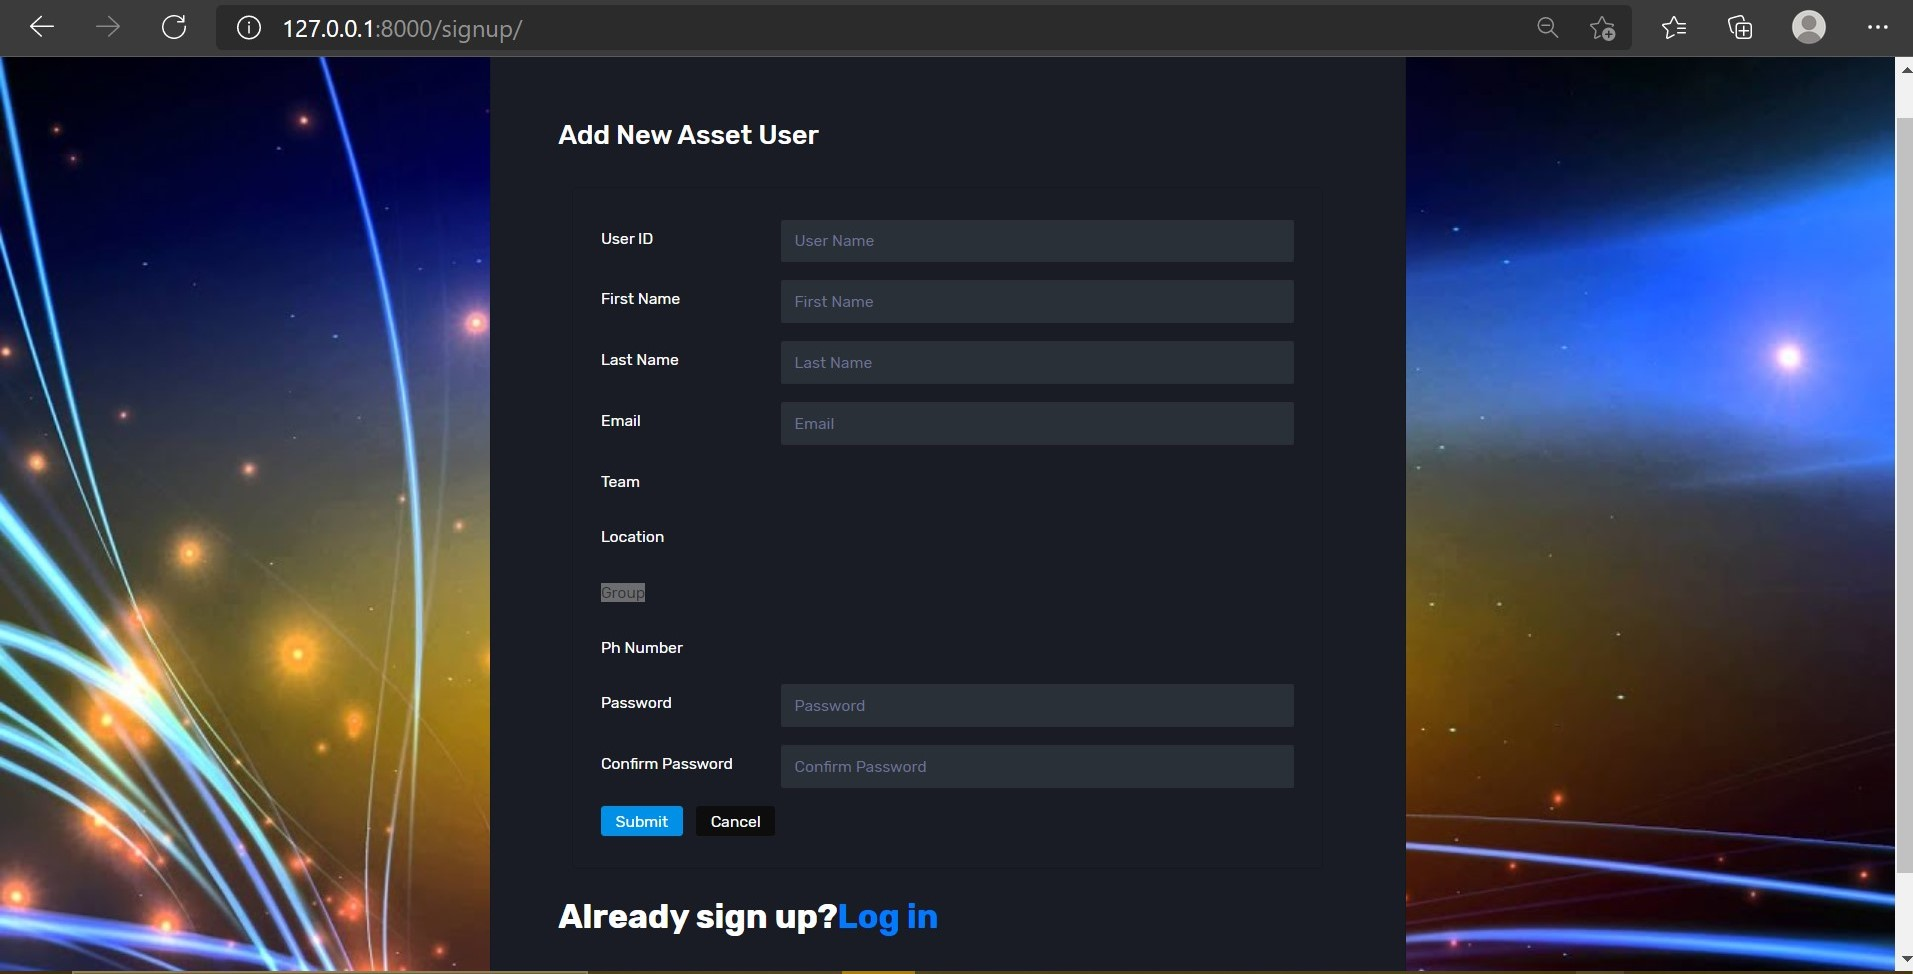 127.0.0.1:8000/signup/
Add New Asset User
User ID
User Name
First Name
First Name
Last Name
Last Name
Email
Email
Team
Location
Group
Ph Number
Password
Password
Confirm Password
Confirm Password
Submit
Cancel
Already sign up?Log in